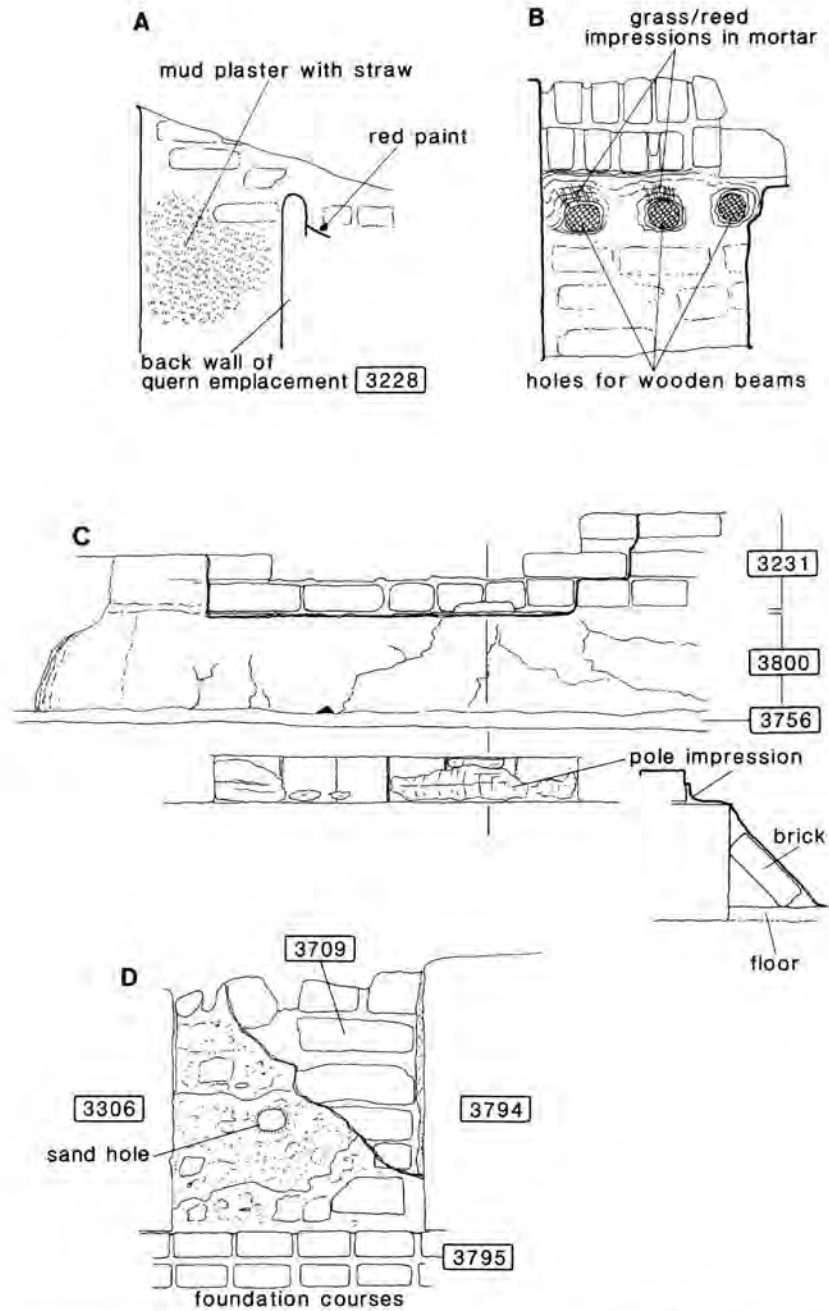 A
mud plaster with straw
red paint
back wall of
quern emplacement 3228
B
grass/reed
impressions in mortar
holes for wooden beams
C
3231
3800
3756
pole impression
brick
floor
D
3709
3306
3794
sand hole
3795
foundation courses